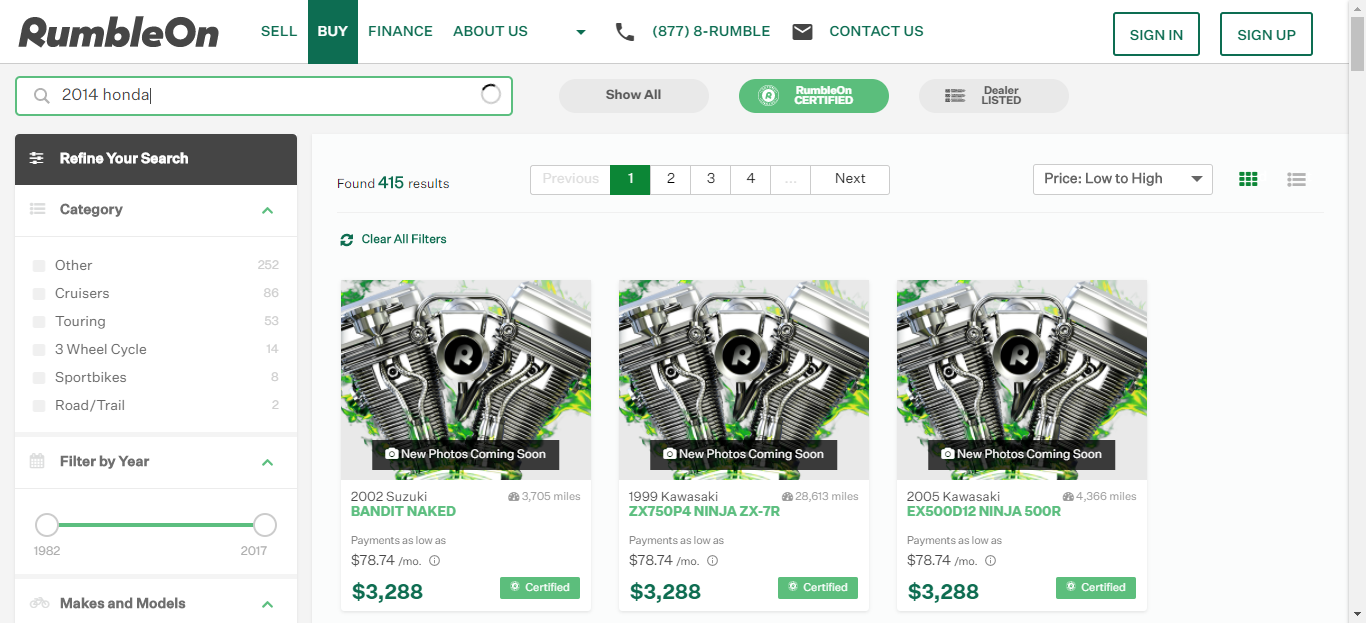 RumbleOn
SELL
BUY
FINANCE
ABOUT US
(877) 8-RUMBLE
CONTACT US
SIGN IN
SIGN UP
2014 honda
Show All
RumbleOn
CERTIFIED
Dealer
LISTED
Refine Your Search
Category
Other 252
Cruisers 86
Touring 53
3 Wheel Cycle 14
Sportbikes 8
Road/Trail 2
Filter by Year
1982 2017
Makes and Models
Found 415 results
Previous 1 2 3 4 ... Next
Price: Low to High
Clear All Filters
R
New Photos Coming Soon
2002 Suzuki 3,705 miles
BANDIT NAKED
Payments as low as
$78.74 /mo.
$3,288 Certified
R
New Photos Coming Soon
1999 Kawasaki 28,613 miles
ZX750P4 NINJA ZX-7R
Payments as low as
$78.74 /mo.
$3,288 Certified
R
New Photos Coming Soon
2005 Kawasaki 4,366 miles
EX500D12 NINJA 500R
Payments as low as
$78.74 /mo.
$3,288 Certified